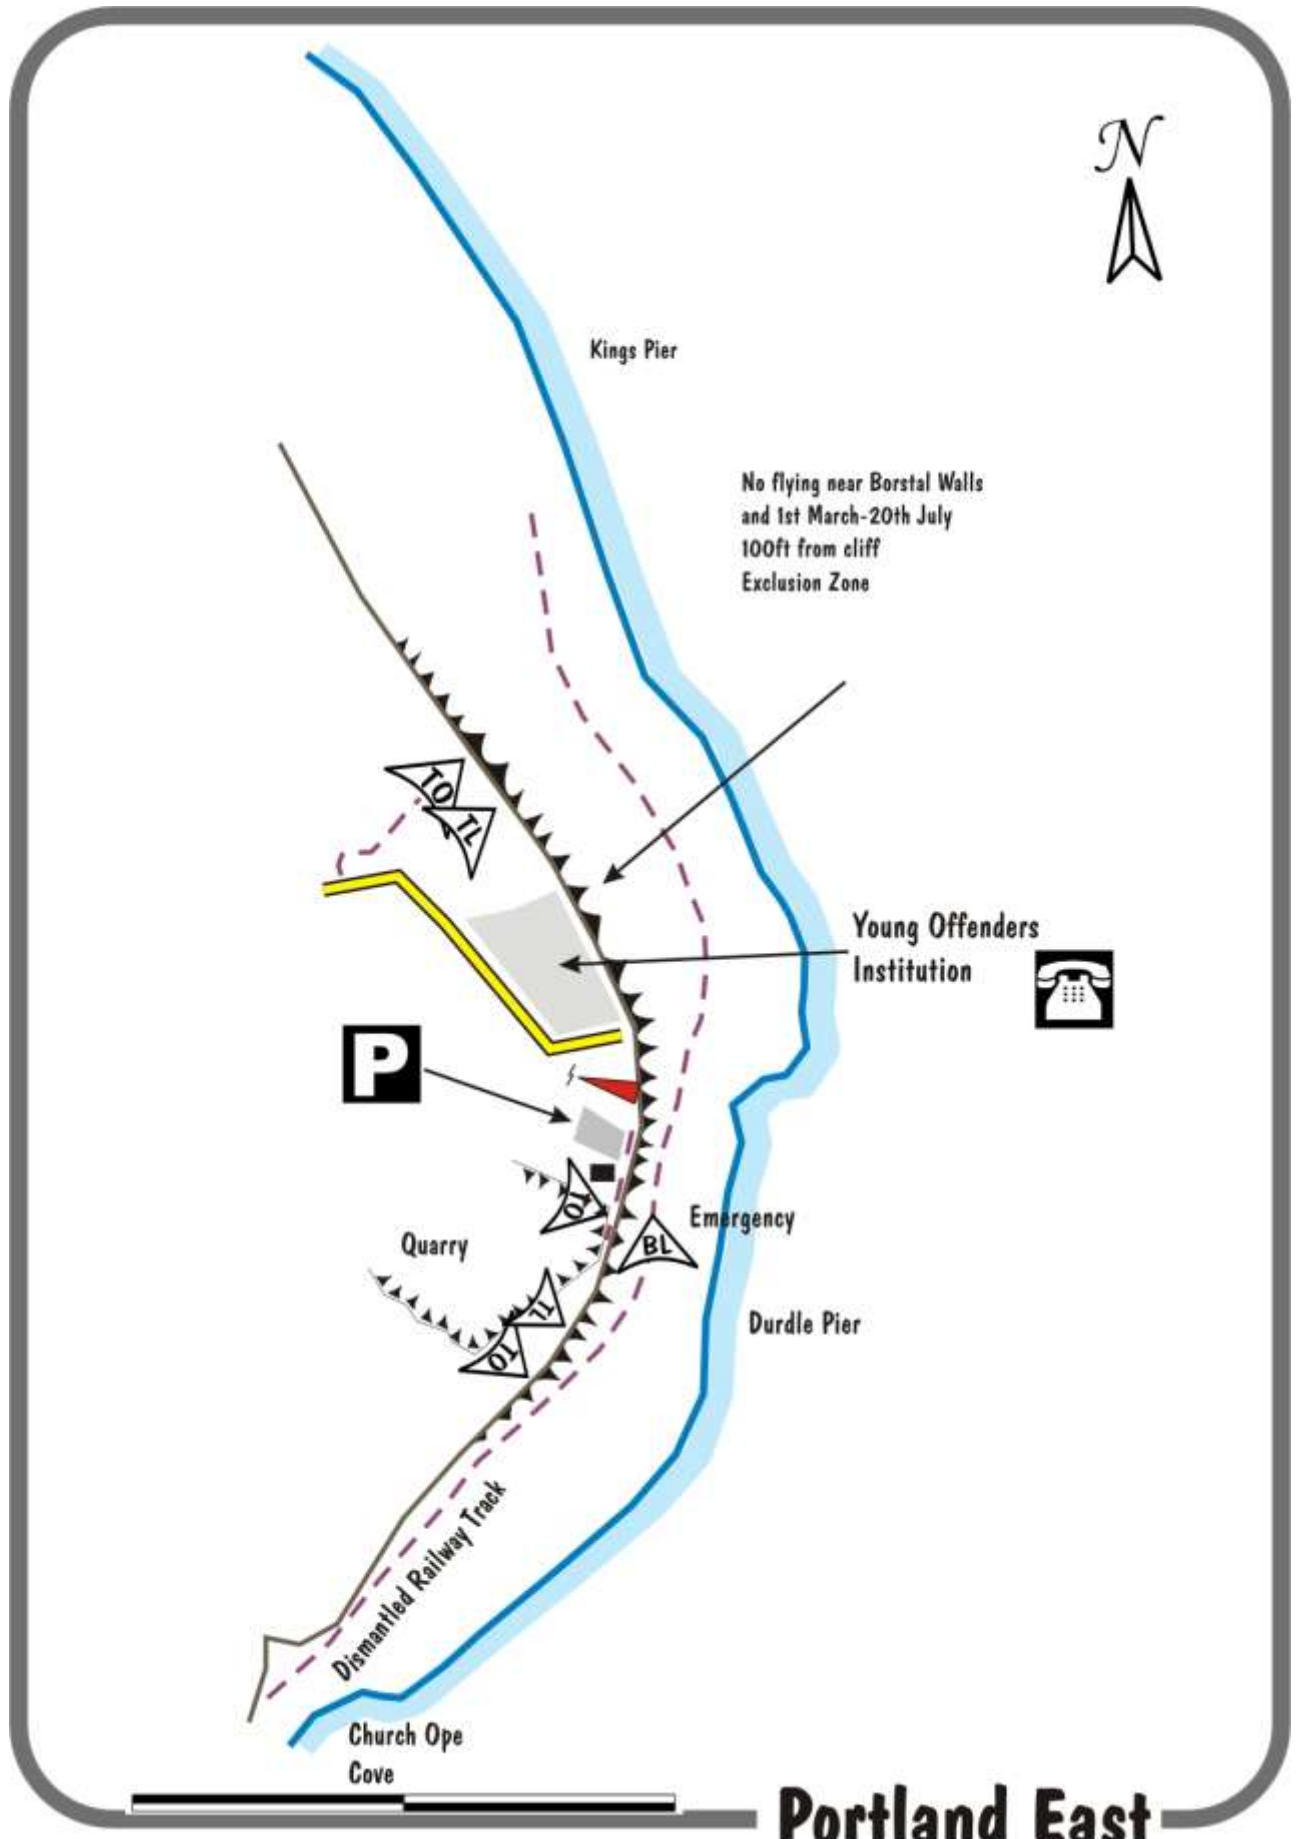 N
Kings Pier
No flying near Borstal Walls
and 1st March-20th July
100ft from cliff
Exclusion Zone
TO
TL
Young Offenders
Institution
P
TO
Emergency
BL
Quarry
TL
TO
Durdle Pier
Dismantled Railway Track
Church Ope
Cove
Portland East